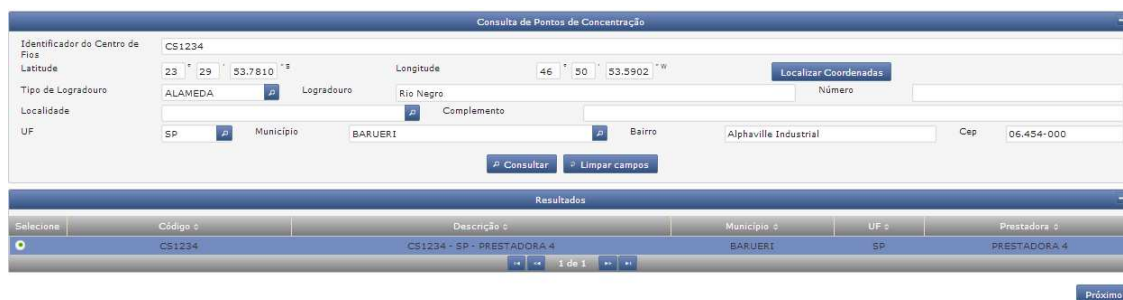 Consulta de Pontos de Concentração
Identificador do Centro de Fios CS1234
Latitude 23 ° 29 ' 53.7810 " S Longitude 46 ° 50 ' 53.5902 " W Localizar Coordenadas
Tipo de Logradouro ALAMEDA Logradouro Rio Negro Número
Localidade Complemento
UF SP Município BARUERI Bairro Alphaville Industrial Cep 06.454-000
Consultar Limpar campos
Resultados
Selecione Código Descrição Município UF Prestadora
CS1234 CS1234 - SP - PRESTADORA 4 BARUERI SP PRESTADORA 4
1 de 1
Próximo